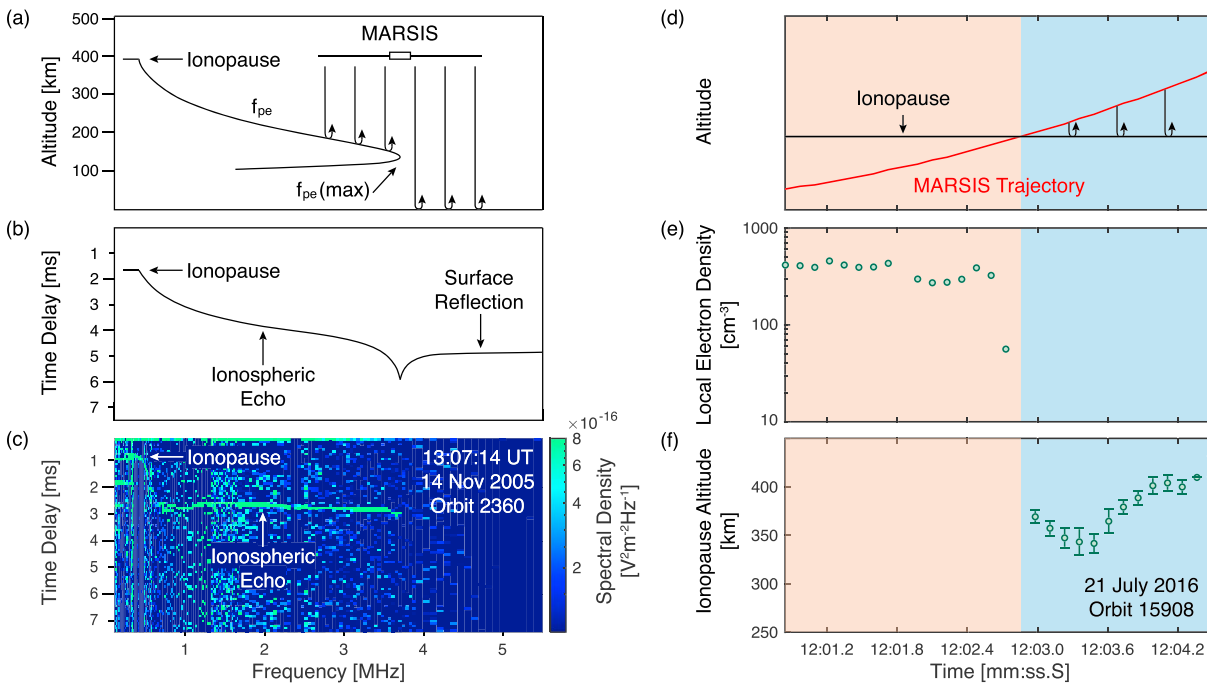 (a)
500
400
300
200
100
Altitude [km]
Ionopause
MARSIS
fpe
fpe(max)
(b)
1
2
3
4
5
6
7
Time Delay [ms]
Ionopause
Surface
Reflection
Ionospheric
Echo
(c)
1
2
3
4
5
6
7
Time Delay [ms]
Ionopause
13:07:14 UT
14 Nov 2005
Orbit 2360
Ionospheric
Echo
1 2 3 4 5
Frequency [MHz]
×10⁻¹⁶
8
6
4
2
Spectral Density
[V²m⁻²Hz⁻¹]
(d)
Altitude
Ionopause
MARSIS Trajectory
(e)
1000
100
10
Local Electron Density
[cm⁻³]
(f)
400
350
300
250
Ionopause Altitude
[km]
21 July 2016
Orbit 15908
12:01.2 12:01.8 12:02.4 12:03.0 12:03.6 12:04.2
Time [mm:ss.S]